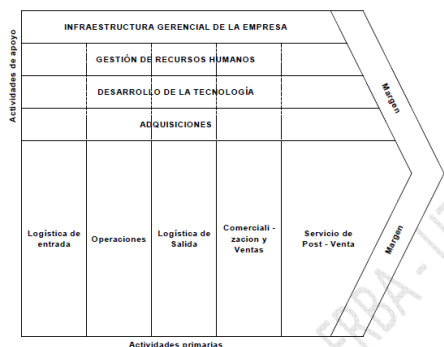 INFRAESTRUCTURA GERENCIAL DE LA EMPRESA
GESTIÓN DE RECURSOS HUMANOS
DESARROLLO DE LA TECNOLOGÍA
ADQUISICIONES
Actividades de apoyo
Margen
Logística de
entrada
Operaciones
Logística de
Salida
Comerciali -
zacion y
Ventas
Servicio de
Post - Venta
Margen
Actividades primarias